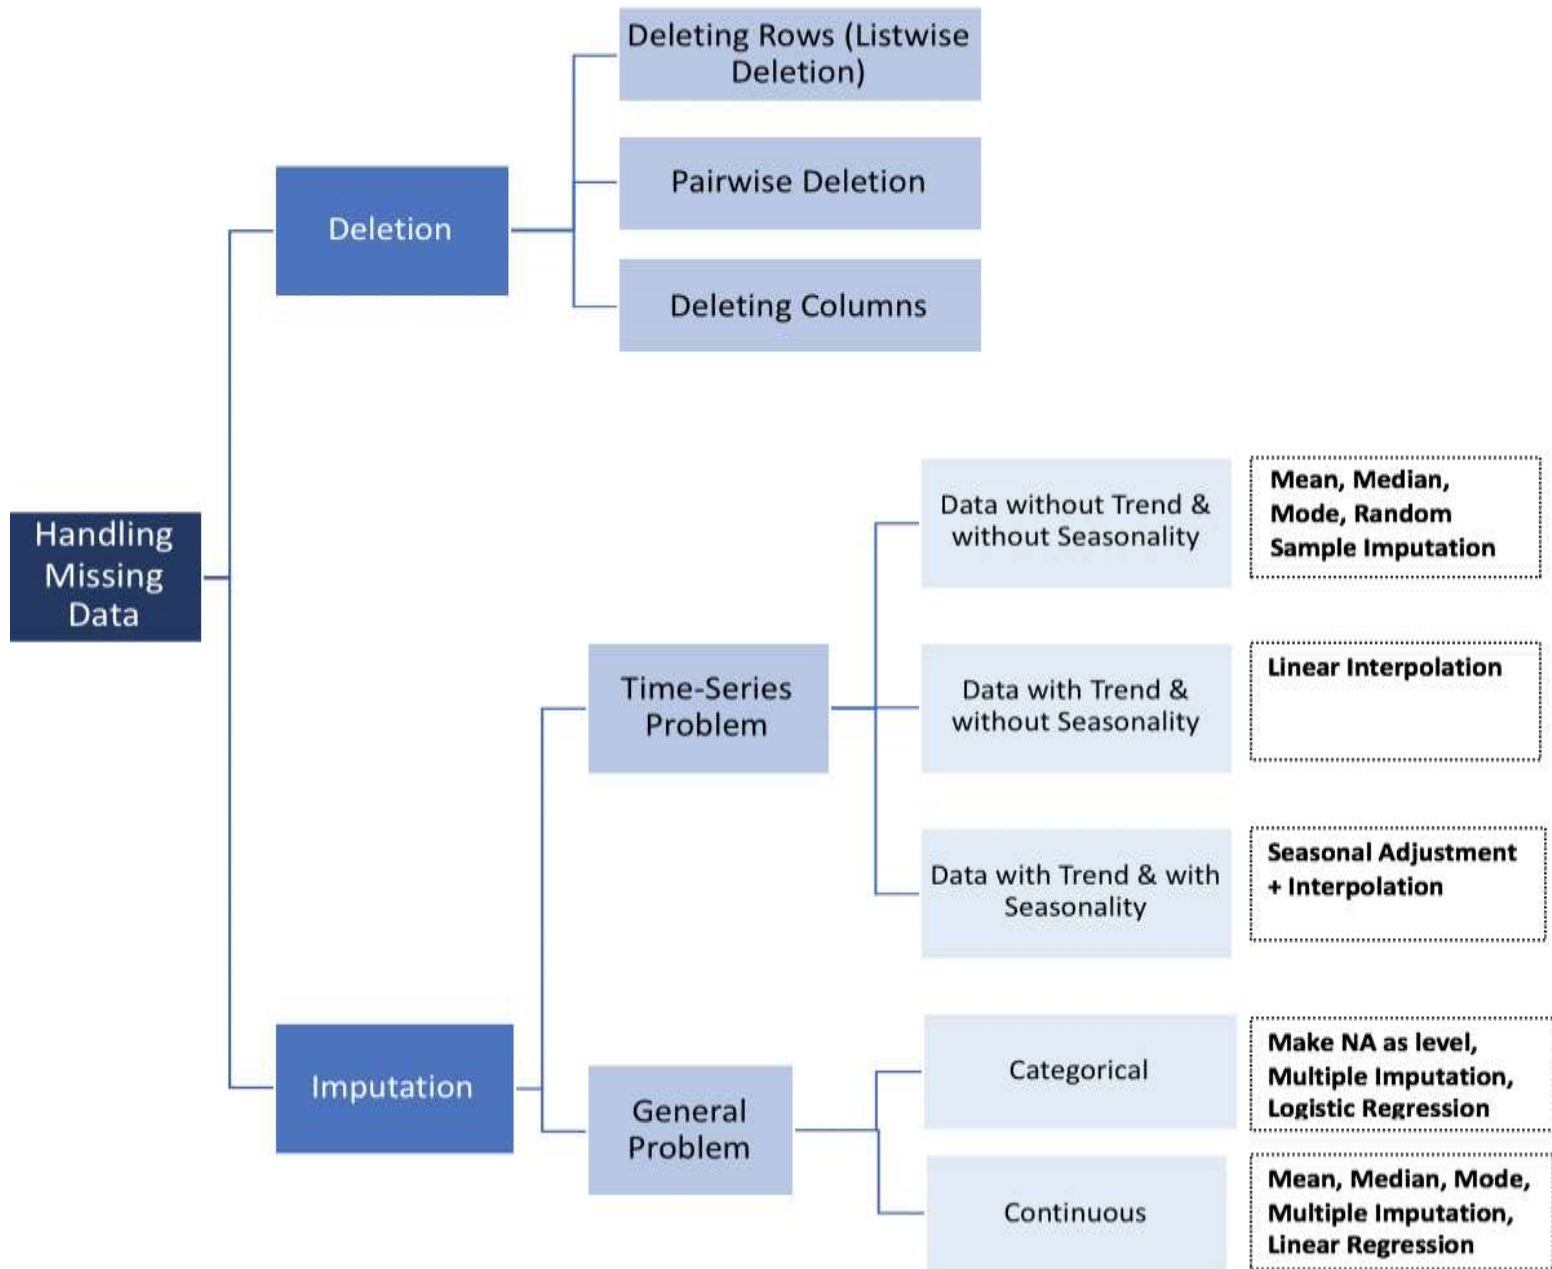 Deleting Rows (Listwise
Deletion)
Pairwise Deletion
Deletion
Deleting Columns
Handling
Missing
Data
Data without Trend &
without Seasonality
Mean, Median,
Mode, Random
Sample Imputation
Time-Series
Problem
Data with Trend &
without Seasonality
Linear Interpolation
Data with Trend & with
Seasonality
Seasonal Adjustment
+ Interpolation
Imputation
General
Problem
Categorical
Make NA as level,
Multiple Imputation,
Logistic Regression
Continuous
Mean, Median, Mode,
Multiple Imputation,
Linear Regression